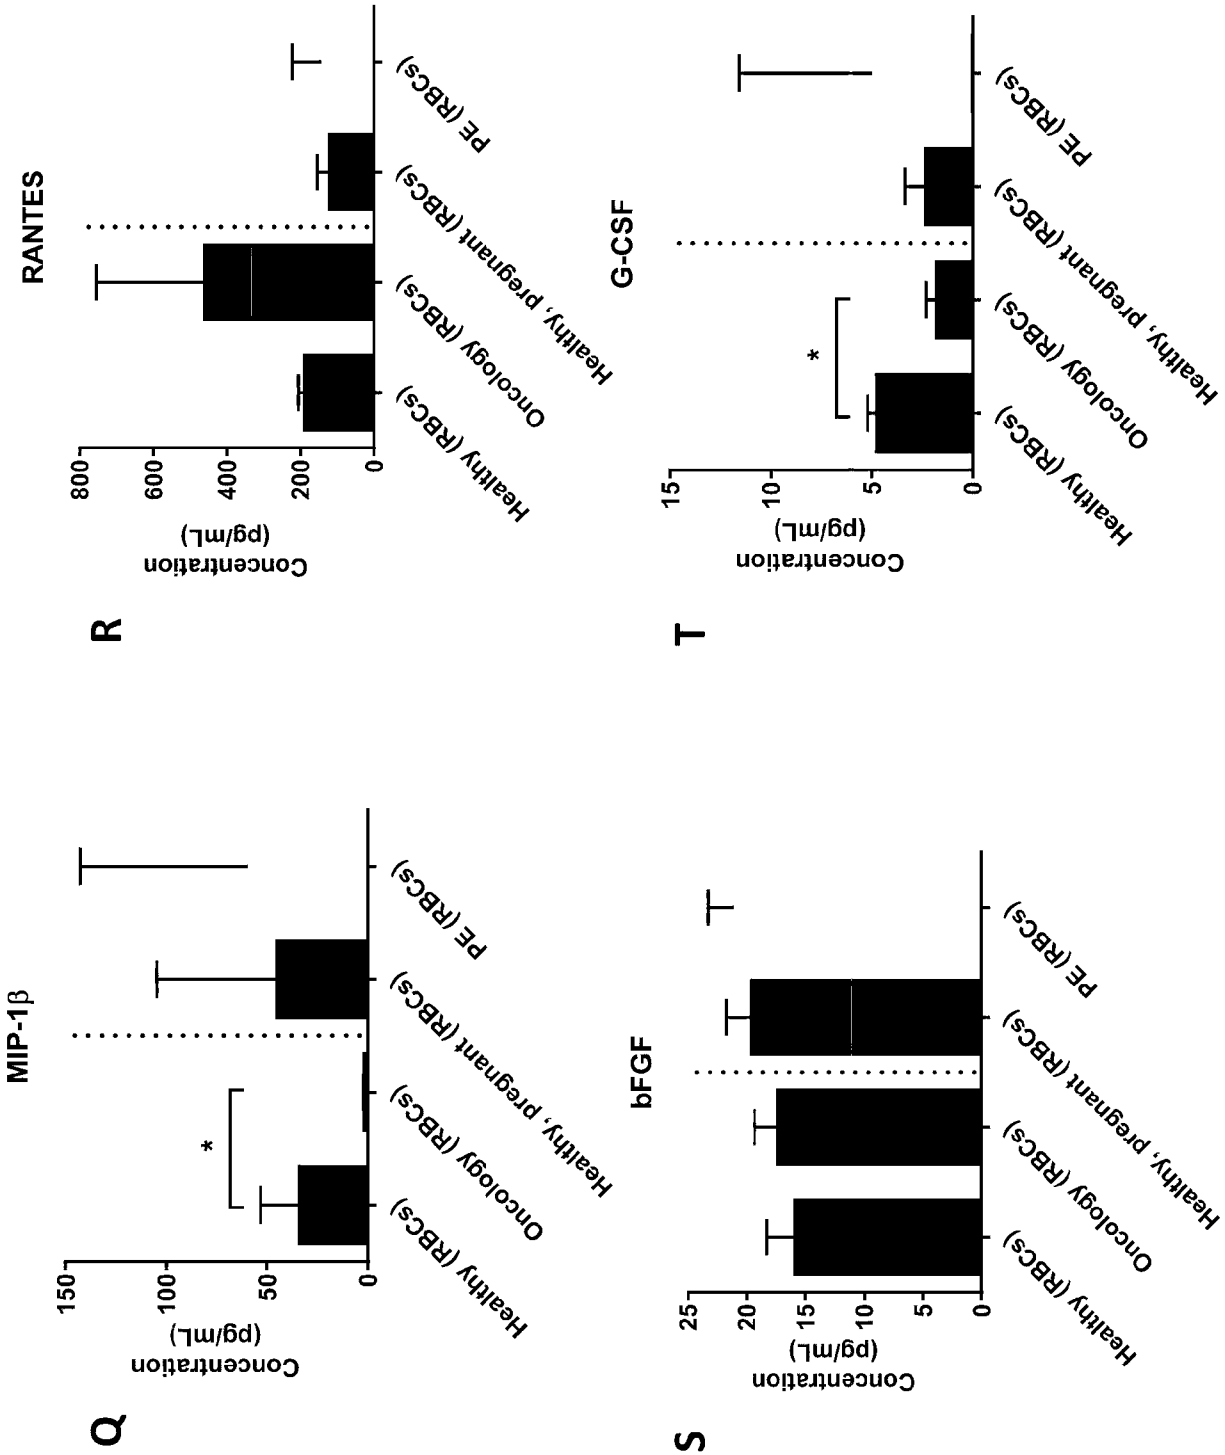 Q
MIP-1β
Concentration
(pg/mL)
150
100
50
0
*
Healthy (RBCs)
Oncology (RBCs)
Healthy, pregnant (RBCs)
PE (RBCs)
R
RANTES
Concentration
(pg/mL)
800
600
400
200
0
Healthy (RBCs)
Oncology (RBCs)
Healthy, pregnant (RBCs)
PE (RBCs)
S
bFGF
Concentration
(pg/mL)
25
20
15
10
5
0
Healthy (RBCs)
Oncology (RBCs)
Healthy, pregnant (RBCs)
PE (RBCs)
T
G-CSF
Concentration
(pg/mL)
15
10
5
0
*
Healthy (RBCs)
Oncology (RBCs)
Healthy, pregnant (RBCs)
PE (RBCs)